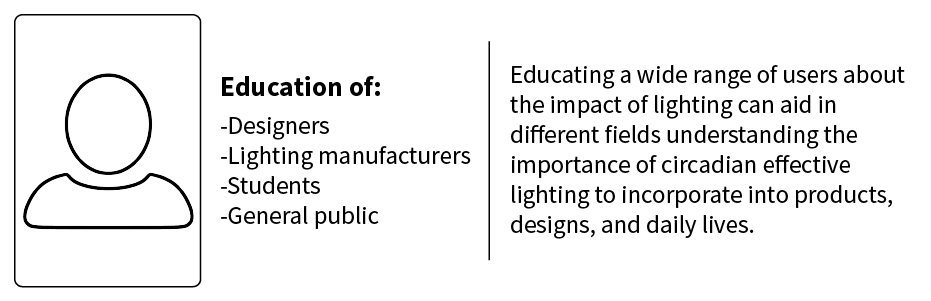 Education of:
-Designers
-Lighting manufacturers
-Students
-General public
Educating a wide range of users about
the impact of lighting can aid in
different fields understanding the
importance of circadian effective
lighting to incorporate into products,
designs, and daily lives.